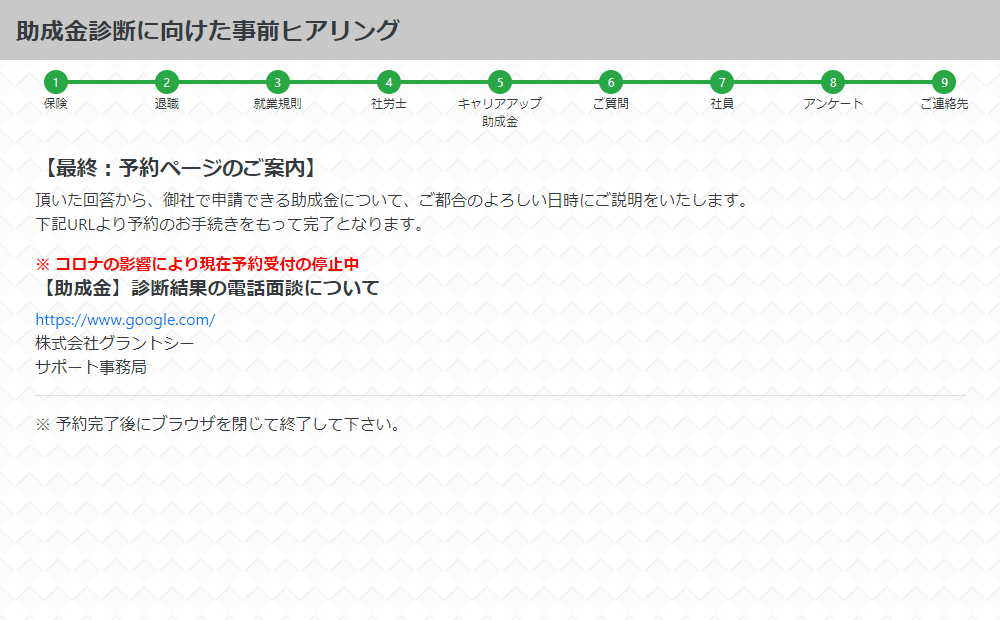 助成金診断に向けた事前ヒアリング
1 2 3 4 5 6 7 8 9
保険 退職 就業規則 社労士 キャリアアップ ご質問 社員 アンケート ご連絡先
助成金
【最終：予約ページのご案内】
頂いた回答から、御社で申請できる助成金について、ご都合のよろしい日時にご説明をいたします。
下記URLより予約のお手続きをもって完了となります。
※ コロナの影響により現在予約受付の停止中
【助成金】診断結果の電話面談について
https://www.google.com/
株式会社グラントシー
サポート事務局
※ 予約完了後にブラウザを閉じて終了して下さい。